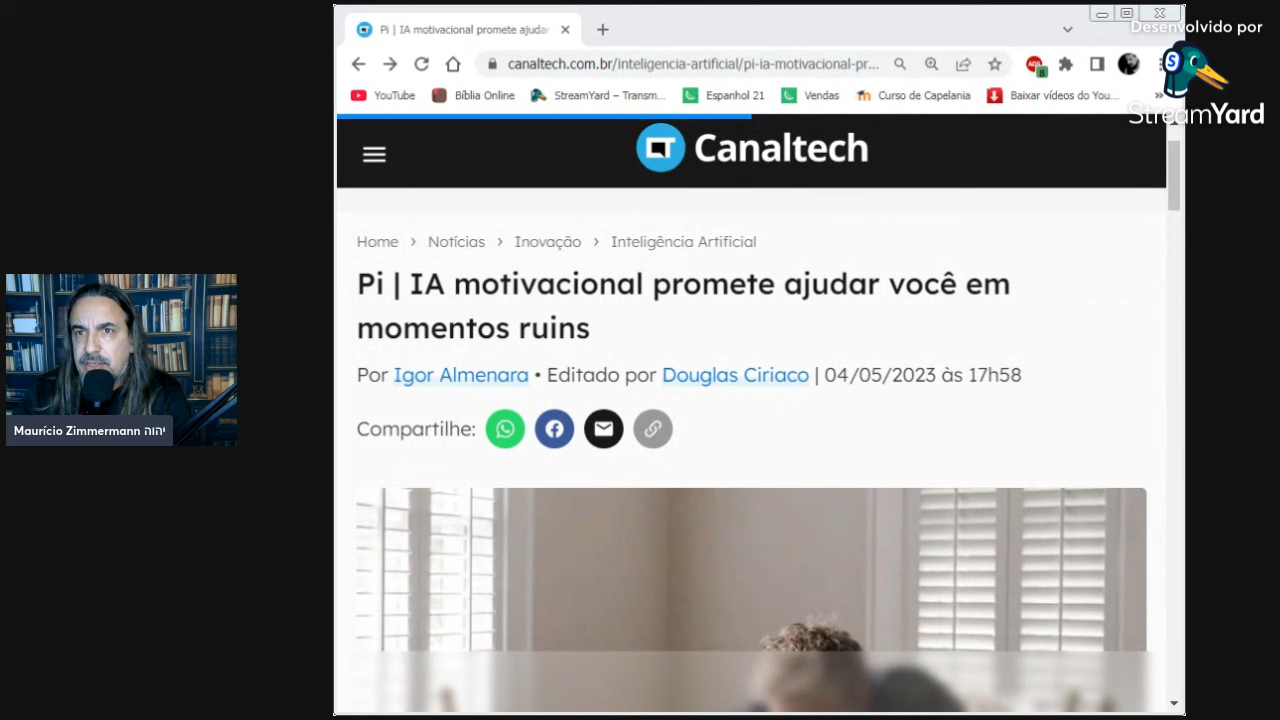 Pi | IA motivacional promete ajudar
Desenvolvido por
StreamYard
canaltech.com.br/inteligencia-artificial/pi-ia-motivacional-pr...
YouTube
Bíblia Online
StreamYard – Transm...
Espanhol 21
Vendas
Curso de Capelania
Baixar vídeos do You...
Canaltech
Home › Notícias › Inovação › Inteligência Artificial
Pi | IA motivacional promete ajudar você em
momentos ruins
Por Igor Almenara • Editado por Douglas Ciriaco | 04/05/2023 às 17h58
Compartilhe:
Maurício Zimmermann יהוה